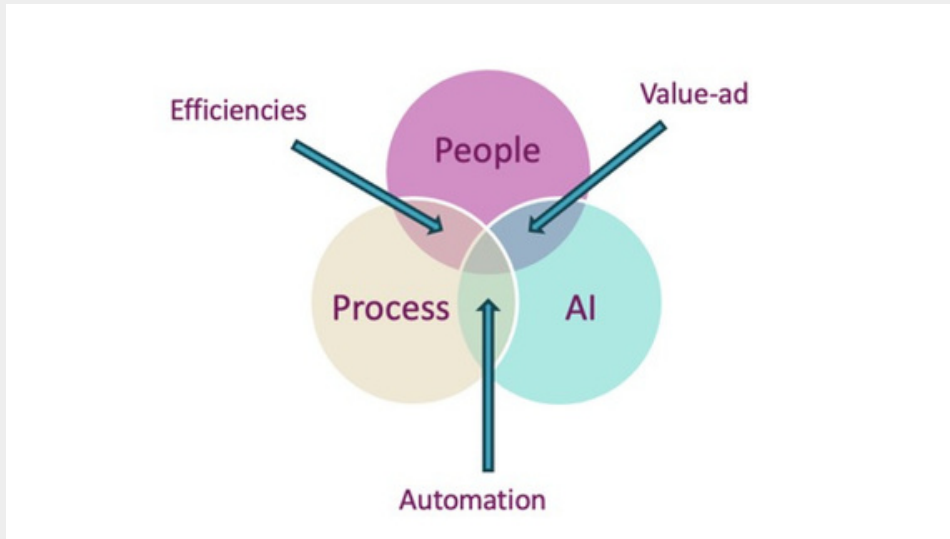 Value-ad
Efficiencies
People
Process
AI
Automation